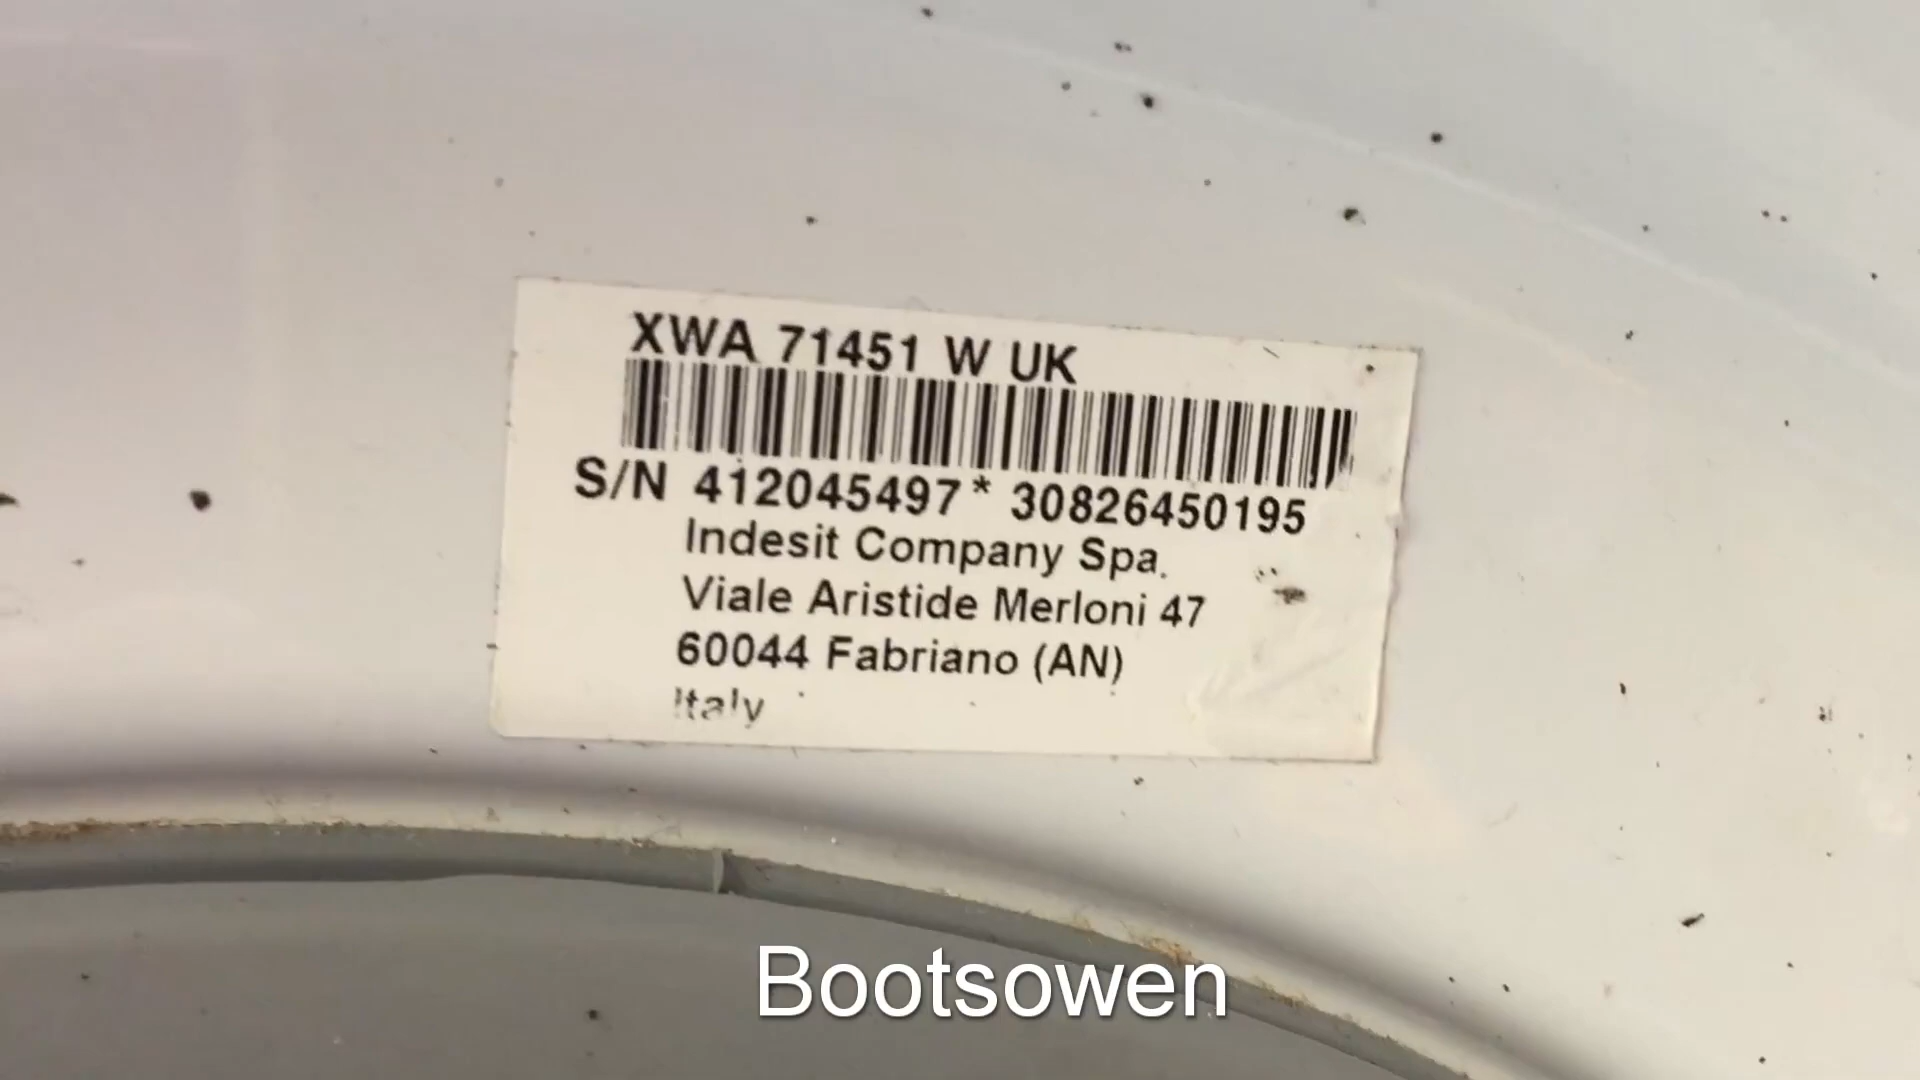 XWA 71451 W UK
S/N 412045497* 30826450195
Indesit Company Spa.
Viale Aristide Merloni 47
60044 Fabriano (AN)
Italy
Bootsowen